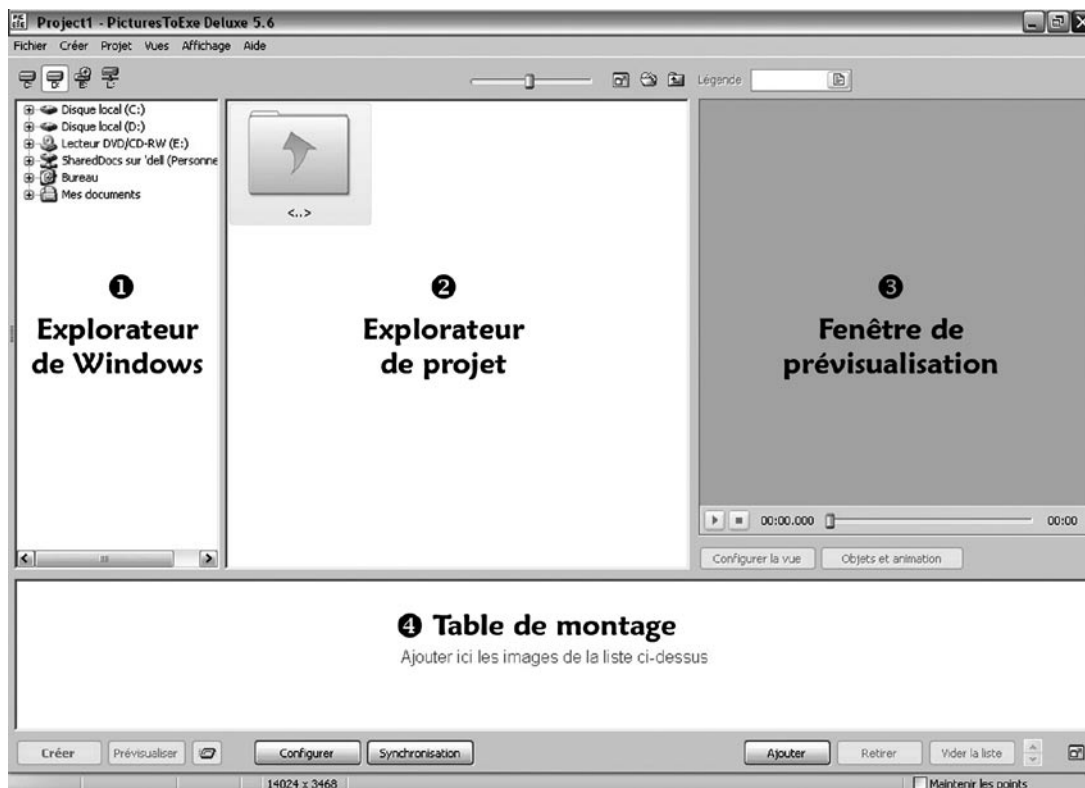 Project1 - PicturesToExe Deluxe 5.6
Fichier Créer Projet Vues Affichage Aide
C: D: E: L:
Légende
Disque local (C:)
Disque local (D:)
Lecteur DVD/CD-RW (E:)
SharedDocs sur 'dell (Personne
Bureau
Mes documents
<..>
❶
Explorateur
de Windows
❷
Explorateur
de projet
❸
Fenêtre de
prévisualisation
00:00.000 00:00
Configurer la vue Objets et animation
❹ Table de montage
Ajouter ici les images de la liste ci-dessus
Créer Prévisualiser Configurer Synchronisation Ajouter Retirer Vider la liste
14024 x 3468 Maintenir les points